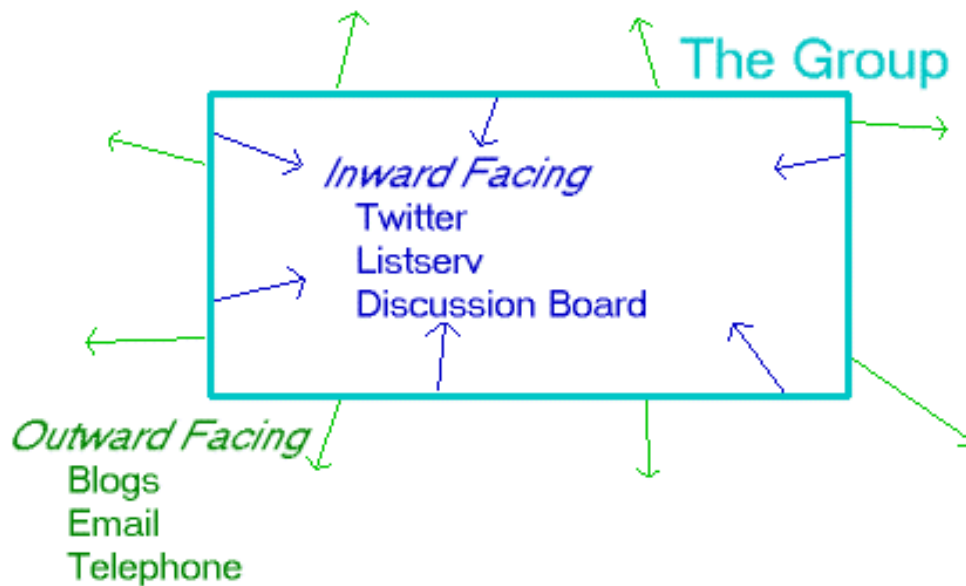 The Group
Inward Facing
Twitter
Listserv
Discussion Board
Outward Facing
Blogs
Email
Telephone